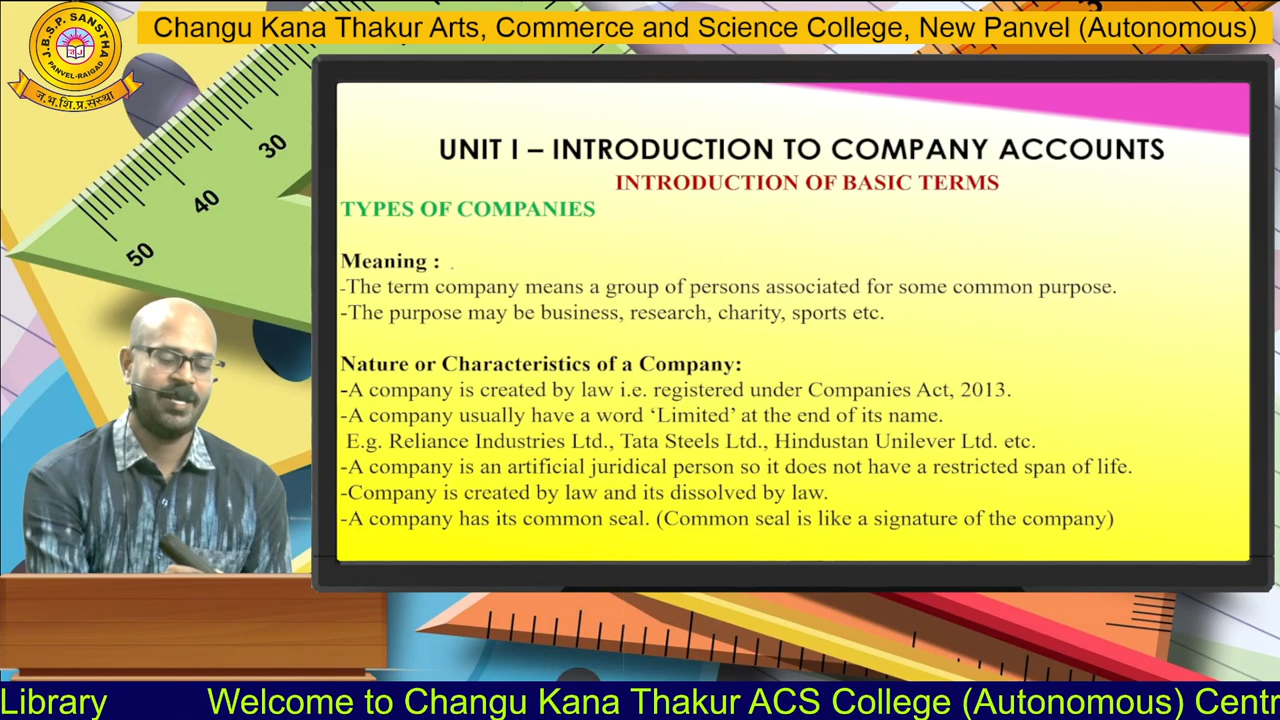 Changu Kana Thakur Arts, Commerce and Science College, New Panvel (Autonomous)
J.B.S.P. SANSTHA
PANVEL-RAIGAD
ज.भ.शि.प्र.संस्था
30
40
50
UNIT I – INTRODUCTION TO COMPANY ACCOUNTS
INTRODUCTION OF BASIC TERMS
TYPES OF COMPANIES
Meaning : .
-The term company means a group of persons associated for some common purpose.
-The purpose may be business, research, charity, sports etc.
Nature or Characteristics of a Company:
-A company is created by law i.e. registered under Companies Act, 2013.
-A company usually have a word ‘Limited’ at the end of its name.
E.g. Reliance Industries Ltd., Tata Steels Ltd., Hindustan Unilever Ltd. etc.
-A company is an artificial juridical person so it does not have a restricted span of life.
-Company is created by law and its dissolved by law.
-A company has its common seal. (Common seal is like a signature of the company)
Library Welcome to Changu Kana Thakur ACS College (Autonomous) Centr